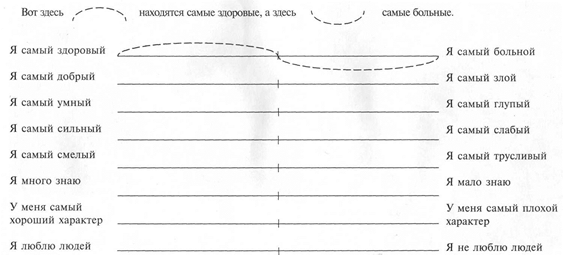 Вот здесь находятся самые здоровые, а здесь самые больные.
Я самый здоровый Я самый больной
Я самый добрый Я самый злой
Я самый умный Я самый глупый
Я самый сильный Я самый слабый
Я самый смелый Я самый трусливый
Я много знаю Я мало знаю
У меня самый У меня самый плохой
хороший характер характер
Я люблю людей Я не люблю людей